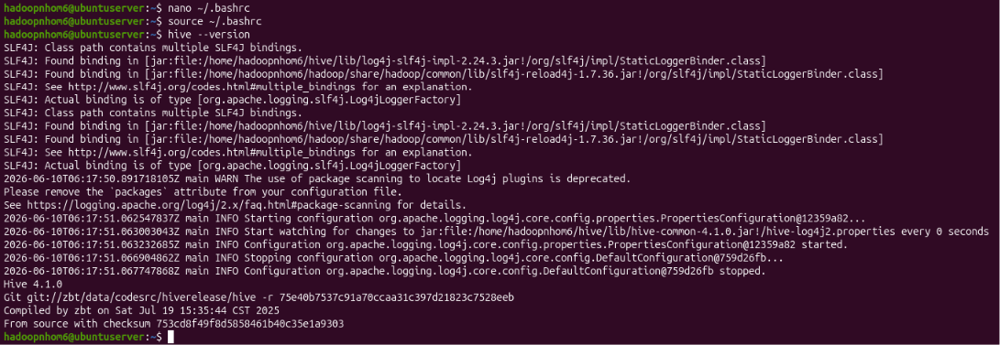 hadoopnhom6@ubuntuserver:~$ nano ~/.bashrc
hadoopnhom6@ubuntuserver:~$ source ~/.bashrc
hadoopnhom6@ubuntuserver:~$ hive --version
SLF4J: Class path contains multiple SLF4J bindings.
SLF4J: Found binding in [jar:file:/home/hadoopnhom6/hive/lib/log4j-slf4j-impl-2.24.3.jar!/org/slf4j/impl/StaticLoggerBinder.class]
SLF4J: Found binding in [jar:file:/home/hadoopnhom6/hadoop/share/hadoop/common/lib/slf4j-reload4j-1.7.36.jar!/org/slf4j/impl/StaticLoggerBinder.class]
SLF4J: See http://www.slf4j.org/codes.html#multiple_bindings for an explanation.
SLF4J: Actual binding is of type [org.apache.logging.slf4j.Log4jLoggerFactory]
SLF4J: Class path contains multiple SLF4J bindings.
SLF4J: Found binding in [jar:file:/home/hadoopnhom6/hive/lib/log4j-slf4j-impl-2.24.3.jar!/org/slf4j/impl/StaticLoggerBinder.class]
SLF4J: Found binding in [jar:file:/home/hadoopnhom6/hadoop/share/hadoop/common/lib/slf4j-reload4j-1.7.36.jar!/org/slf4j/impl/StaticLoggerBinder.class]
SLF4J: See http://www.slf4j.org/codes.html#multiple_bindings for an explanation.
SLF4J: Actual binding is of type [org.apache.logging.slf4j.Log4jLoggerFactory]
2026-06-10T06:17:50.891718105Z main WARN The use of package scanning to locate Log4j plugins is deprecated.
Please remove the `packages` attribute from your configuration file.
See https://logging.apache.org/log4j/2.x/faq.html#package-scanning for details.
2026-06-10T06:17:51.062547837Z main INFO Starting configuration org.apache.logging.log4j.core.config.properties.PropertiesConfiguration@12359a82...
2026-06-10T06:17:51.063003043Z main INFO Start watching for changes to jar:file:/home/hadoopnhom6/hive/lib/hive-common-4.1.0.jar!/hive-log4j2.properties every 0 seconds
2026-06-10T06:17:51.063232685Z main INFO Configuration org.apache.logging.log4j.core.config.properties.PropertiesConfiguration@12359a82 started.
2026-06-10T06:17:51.066904862Z main INFO Stopping configuration org.apache.logging.log4j.core.config.DefaultConfiguration@759d26fb...
2026-06-10T06:17:51.067747868Z main INFO Configuration org.apache.logging.log4j.core.config.DefaultConfiguration@759d26fb stopped.
Hive 4.1.0
Git git://zbt/data/codesrc/hiverelease/hive -r 75e40b7537c91a70ccaa31c397d21823c7528eeb
Compiled by zbt on Sat Jul 19 15:35:44 CST 2025
From source with checksum 753cd8f49f8d5858461b40c35e1a9303
hadoopnhom6@ubuntuserver:~$